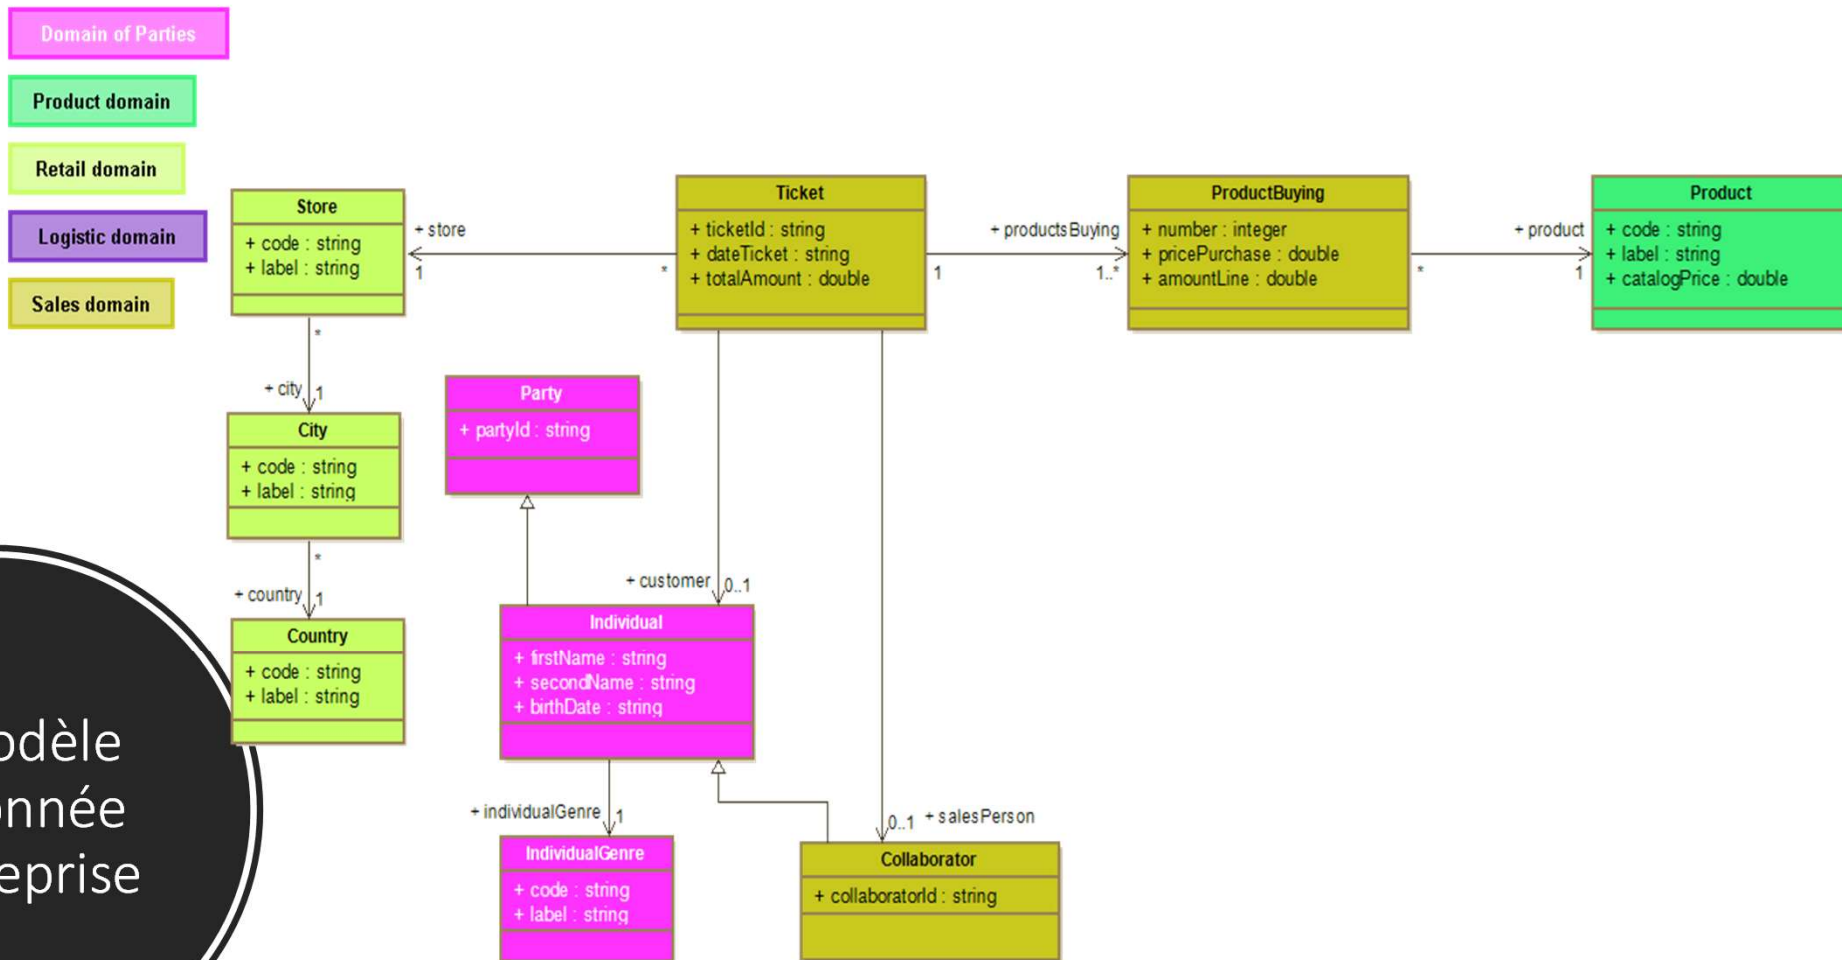 Domain of Parties
Product domain
Retail domain
Logistic domain
Sales domain
Store
+ code : string
+ label : string
+ store
1
*
Ticket
+ ticketId : string
+ dateTicket : string
+ totalAmount : double
+ productsBuying
1
1..*
ProductBuying
+ number : integer
+ pricePurchase : double
+ amountLine : double
+ product
*
1
Product
+ code : string
+ label : string
+ catalogPrice : double
*
+ city
1
City
+ code : string
+ label : string
*
+ country
1
Country
+ code : string
+ label : string
Party
+ partyId : string
+ customer
0..1
Individual
+ firstName : string
+ secondName : string
+ birthDate : string
+ individualGenre
1
IndividualGenre
+ code : string
+ label : string
0..1
+ salesPerson
Collaborator
+ collaboratorId : string
odèle
onnée
reprise